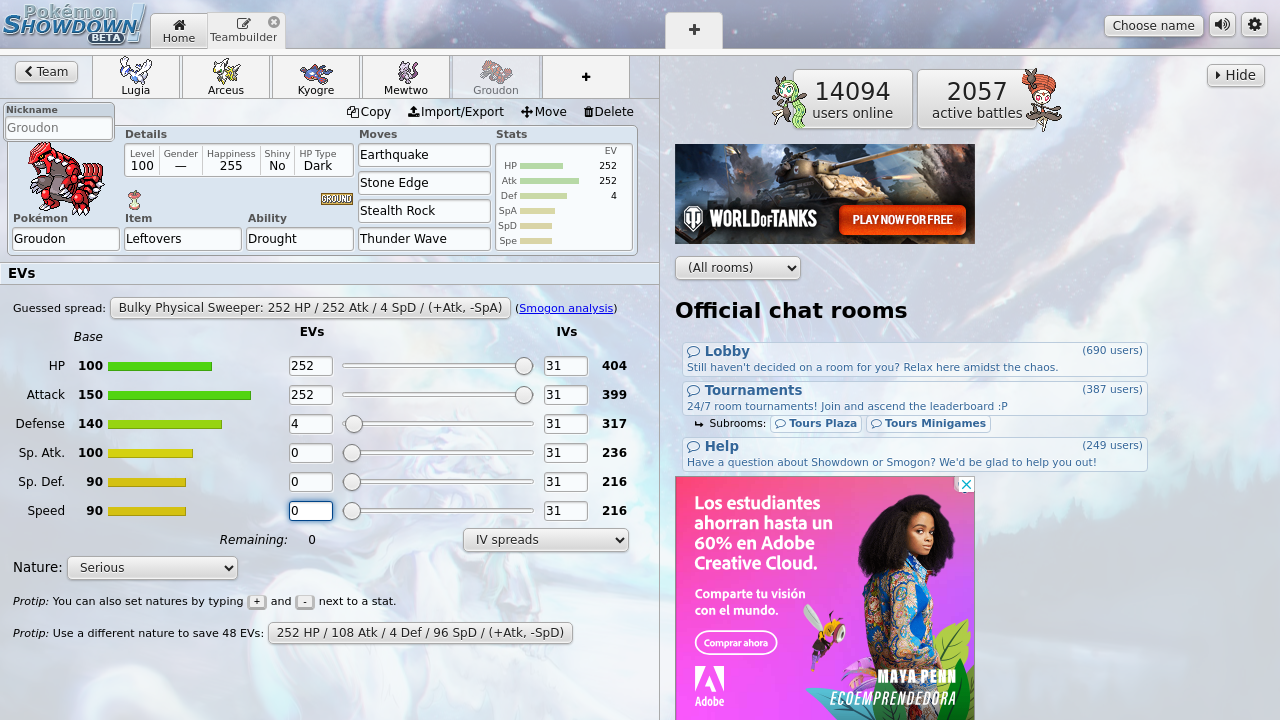 Pokémon
SHOWDOWN!
BETA
Home
Teambuilder
+
Choose name
Team
Lugia
Arceus
Kyogre
Mewtwo
Groudon
+
Hide
Copy
Import/Export
Move
Delete
Nickname
Groudon
Details
Level
100
Gender
—
Happiness
255
Shiny
No
HP Type
Dark
GROUND
Pokémon
Groudon
Item
Leftovers
Ability
Drought
Moves
Earthquake
Stone Edge
Stealth Rock
Thunder Wave
Stats
EV
HP 252
Atk 252
Def 4
SpA
SpD
Spe
EVs
Guessed spread: Bulky Physical Sweeper: 252 HP / 252 Atk / 4 SpD / (+Atk, -SpA) (Smogon analysis)
Base EVs IVs
HP 100 252 31 404
Attack 150 252 31 399
Defense 140 4 31 317
Sp. Atk. 100 0 31 236
Sp. Def. 90 0 31 216
Speed 90 0 31 216
Remaining: 0
IV spreads
Nature: Serious
Protip: You can also set natures by typing + and - next to a stat.
Protip: Use a different nature to save 48 EVs: 252 HP / 108 Atk / 4 Def / 96 SpD / (+Atk, -SpD)
14094
users online
2057
active battles
WORLD OF TANKS
PLAY NOW FOR FREE
(All rooms)
Official chat rooms
Lobby (690 users)
Still haven't decided on a room for you? Relax here amidst the chaos.
Tournaments (387 users)
24/7 room tournaments! Join and ascend the leaderboard :P
Subrooms: Tours Plaza Tours Minigames
Help (249 users)
Have a question about Showdown or Smogon? We'd be glad to help you out!
Los estudiantes
ahorran hasta un
60% en Adobe
Creative Cloud.
Comparte tu visión
con el mundo.
Comprar ahora
Adobe
MAYA PENN
ECOEMPRENDEDORA